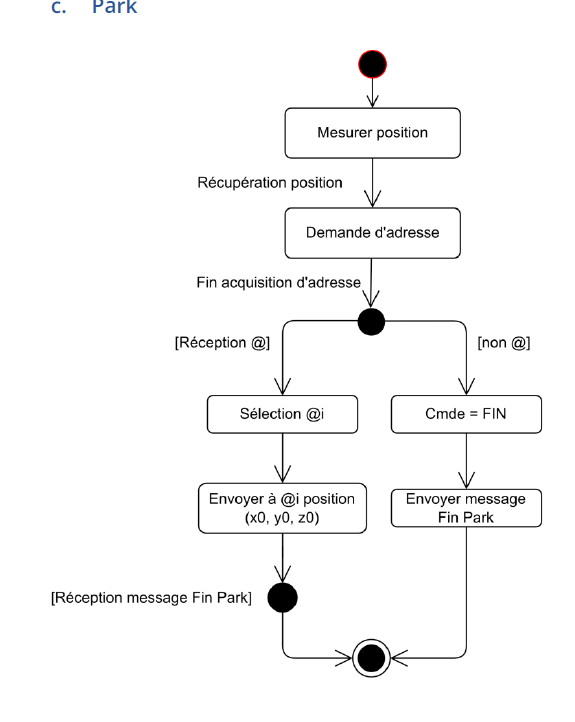 c. Park
Mesurer position
Récupération position
Demande d'adresse
Fin acquisition d'adresse
[Réception @]
[non @]
Sélection @i
Cmde = FIN
Envoyer à @i position
(x0, y0, z0)
Envoyer message
Fin Park
[Réception message Fin Park]